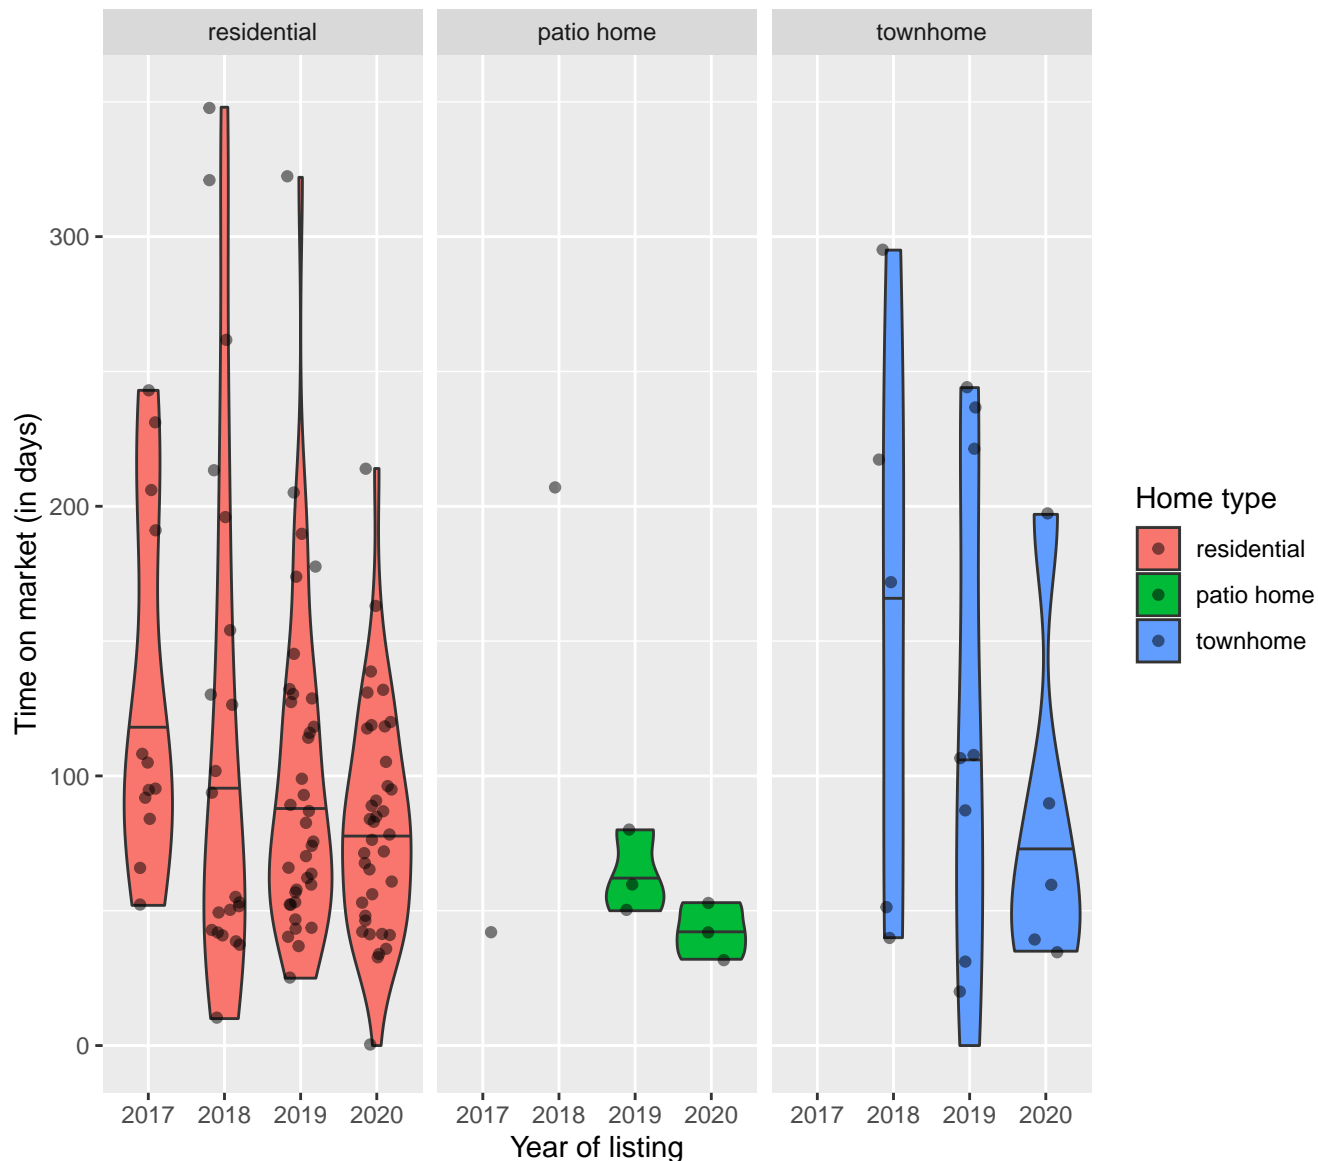 residential patio home townhome
Time on market (in days)
300
200
100
0
2017 2018 2019 2020 2017 2018 2019 2020 2017 2018 2019 2020
Year of listing
Home type
residential
patio home
townhome